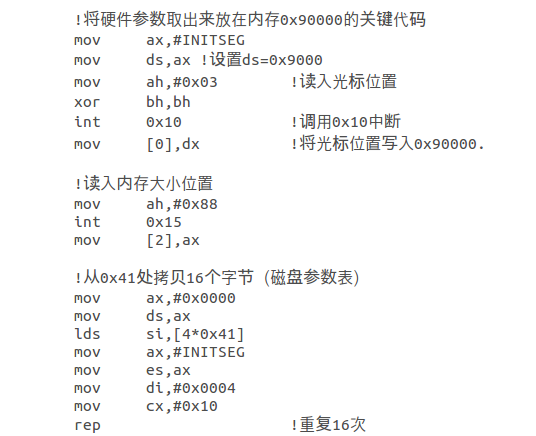 !将硬件参数取出来放在内存0x90000的关键代码
mov ax,#INITSEG
mov ds,ax !设置ds=0x9000
mov ah,#0x03 !读入光标位置
xor bh,bh
int 0x10 !调用0x10中断
mov [0],dx !将光标位置写入0x90000.
!读入内存大小位置
mov ah,#0x88
int 0x15
mov [2],ax
!从0x41处拷贝16个字节（磁盘参数表）
mov ax,#0x0000
mov ds,ax
lds si,[4*0x41]
mov ax,#INITSEG
mov es,ax
mov di,#0x0004
mov cx,#0x10
rep !重复16次